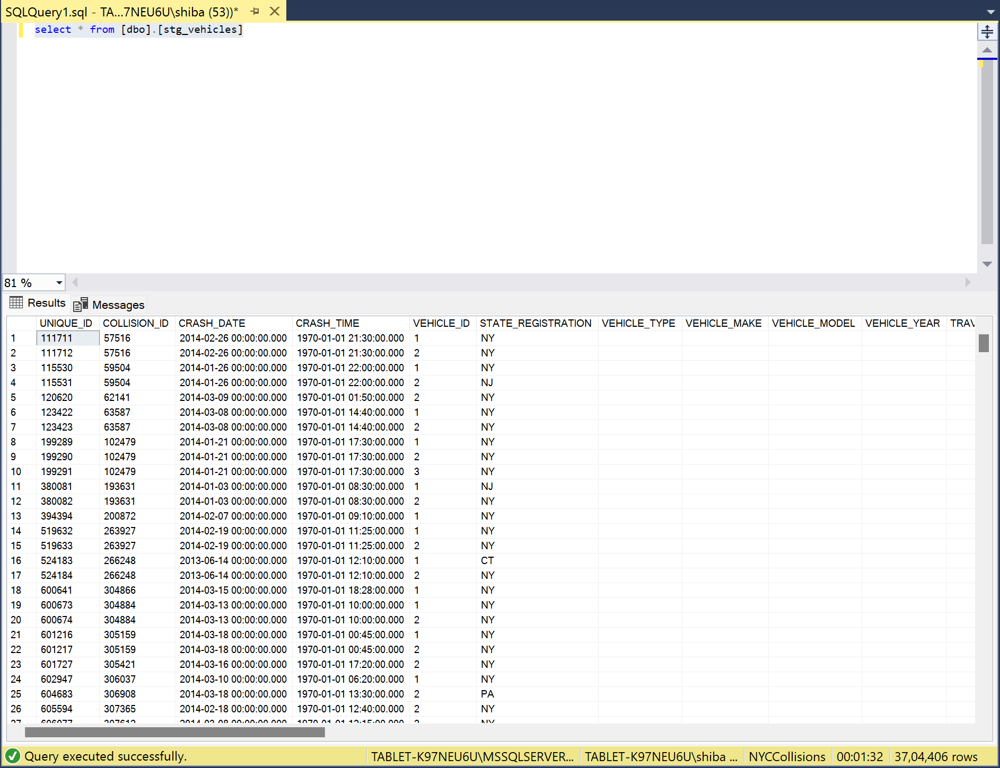 SQLQuery1.sql - TA...7NEU6U\shiba (53))*
select * from [dbo].[stg_vehicles]
81 %
Results Messages
UNIQUE_ID COLLISION_ID CRASH_DATE CRASH_TIME VEHICLE_ID STATE_REGISTRATION VEHICLE_TYPE VEHICLE_MAKE VEHICLE_MODEL VEHICLE_YEAR TRAV
1 111711 57516 2014-02-26 00:00:00.000 1970-01-01 21:30:00.000 1 NY
2 111712 57516 2014-02-26 00:00:00.000 1970-01-01 21:30:00.000 2 NY
3 115530 59504 2014-01-26 00:00:00.000 1970-01-01 22:00:00.000 1 NY
4 115531 59504 2014-01-26 00:00:00.000 1970-01-01 22:00:00.000 2 NJ
5 120620 62141 2014-03-09 00:00:00.000 1970-01-01 01:50:00.000 2 NY
6 123422 63587 2014-03-08 00:00:00.000 1970-01-01 14:40:00.000 1 NY
7 123423 63587 2014-03-08 00:00:00.000 1970-01-01 14:40:00.000 2 NY
8 199289 102479 2014-01-21 00:00:00.000 1970-01-01 17:30:00.000 1 NY
9 199290 102479 2014-01-21 00:00:00.000 1970-01-01 17:30:00.000 2 NY
10 199291 102479 2014-01-21 00:00:00.000 1970-01-01 17:30:00.000 3 NY
11 380081 193631 2014-01-03 00:00:00.000 1970-01-01 08:30:00.000 1 NJ
12 380082 193631 2014-01-03 00:00:00.000 1970-01-01 08:30:00.000 2 NY
13 394394 200872 2014-02-07 00:00:00.000 1970-01-01 09:10:00.000 1 NY
14 519632 263927 2014-02-19 00:00:00.000 1970-01-01 11:25:00.000 1 NY
15 519633 263927 2014-02-19 00:00:00.000 1970-01-01 11:25:00.000 2 NY
16 524183 266248 2013-06-14 00:00:00.000 1970-01-01 12:10:00.000 1 CT
17 524184 266248 2013-06-14 00:00:00.000 1970-01-01 12:10:00.000 2 NY
18 600641 304866 2014-03-15 00:00:00.000 1970-01-01 18:28:00.000 1 NY
19 600673 304884 2014-03-13 00:00:00.000 1970-01-01 10:00:00.000 1 NY
20 600674 304884 2014-03-13 00:00:00.000 1970-01-01 10:00:00.000 2 NY
21 601216 305159 2014-03-18 00:00:00.000 1970-01-01 00:45:00.000 1 NY
22 601217 305159 2014-03-18 00:00:00.000 1970-01-01 00:45:00.000 2 NY
23 601727 305421 2014-03-16 00:00:00.000 1970-01-01 17:20:00.000 2 NY
24 602947 306037 2014-03-10 00:00:00.000 1970-01-01 06:20:00.000 1 NY
25 604683 306908 2014-03-18 00:00:00.000 1970-01-01 13:30:00.000 2 PA
26 605594 307365 2014-02-18 00:00:00.000 1970-01-01 12:40:00.000 2 NY
Query executed successfully. TABLET-K97NEU6U\MSSQLSERVER... TABLET-K97NEU6U\shiba ... NYCCollisions 00:01:32 37,04,406 rows